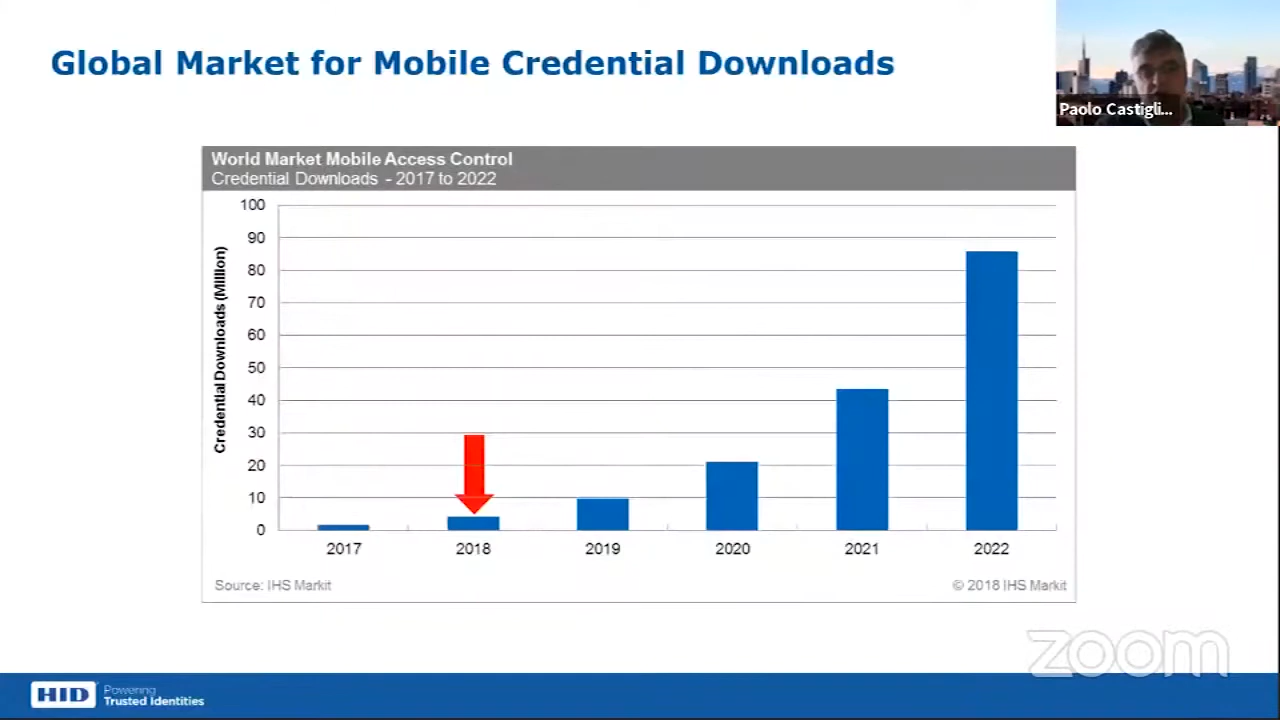 Global Market for Mobile Credential Downloads
Paolo Castigli...
World Market Mobile Access Control
Credential Downloads - 2017 to 2022
Credential Downloads (Million)
100
90
80
70
60
50
40
30
20
10
0
2017 2018 2019 2020 2021 2022
Source: IHS Markit
© 2018 IHS Markit
zoom
HID
Powering
Trusted Identities